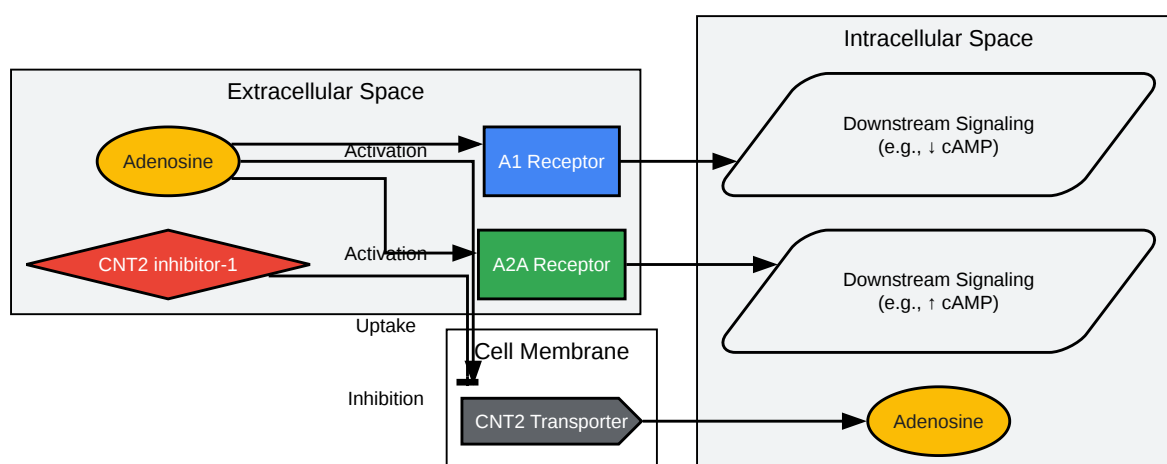 Intracellular Space
Extracellular Space
Downstream Signaling
(e.g., ↓ cAMP)
Adenosine
Activation
A1 Receptor
CNT2 inhibitor-1
Activation
A2A Receptor
Downstream Signaling
(e.g., ↑ cAMP)
Uptake
Cell Membrane
Inhibition
CNT2 Transporter
Adenosine